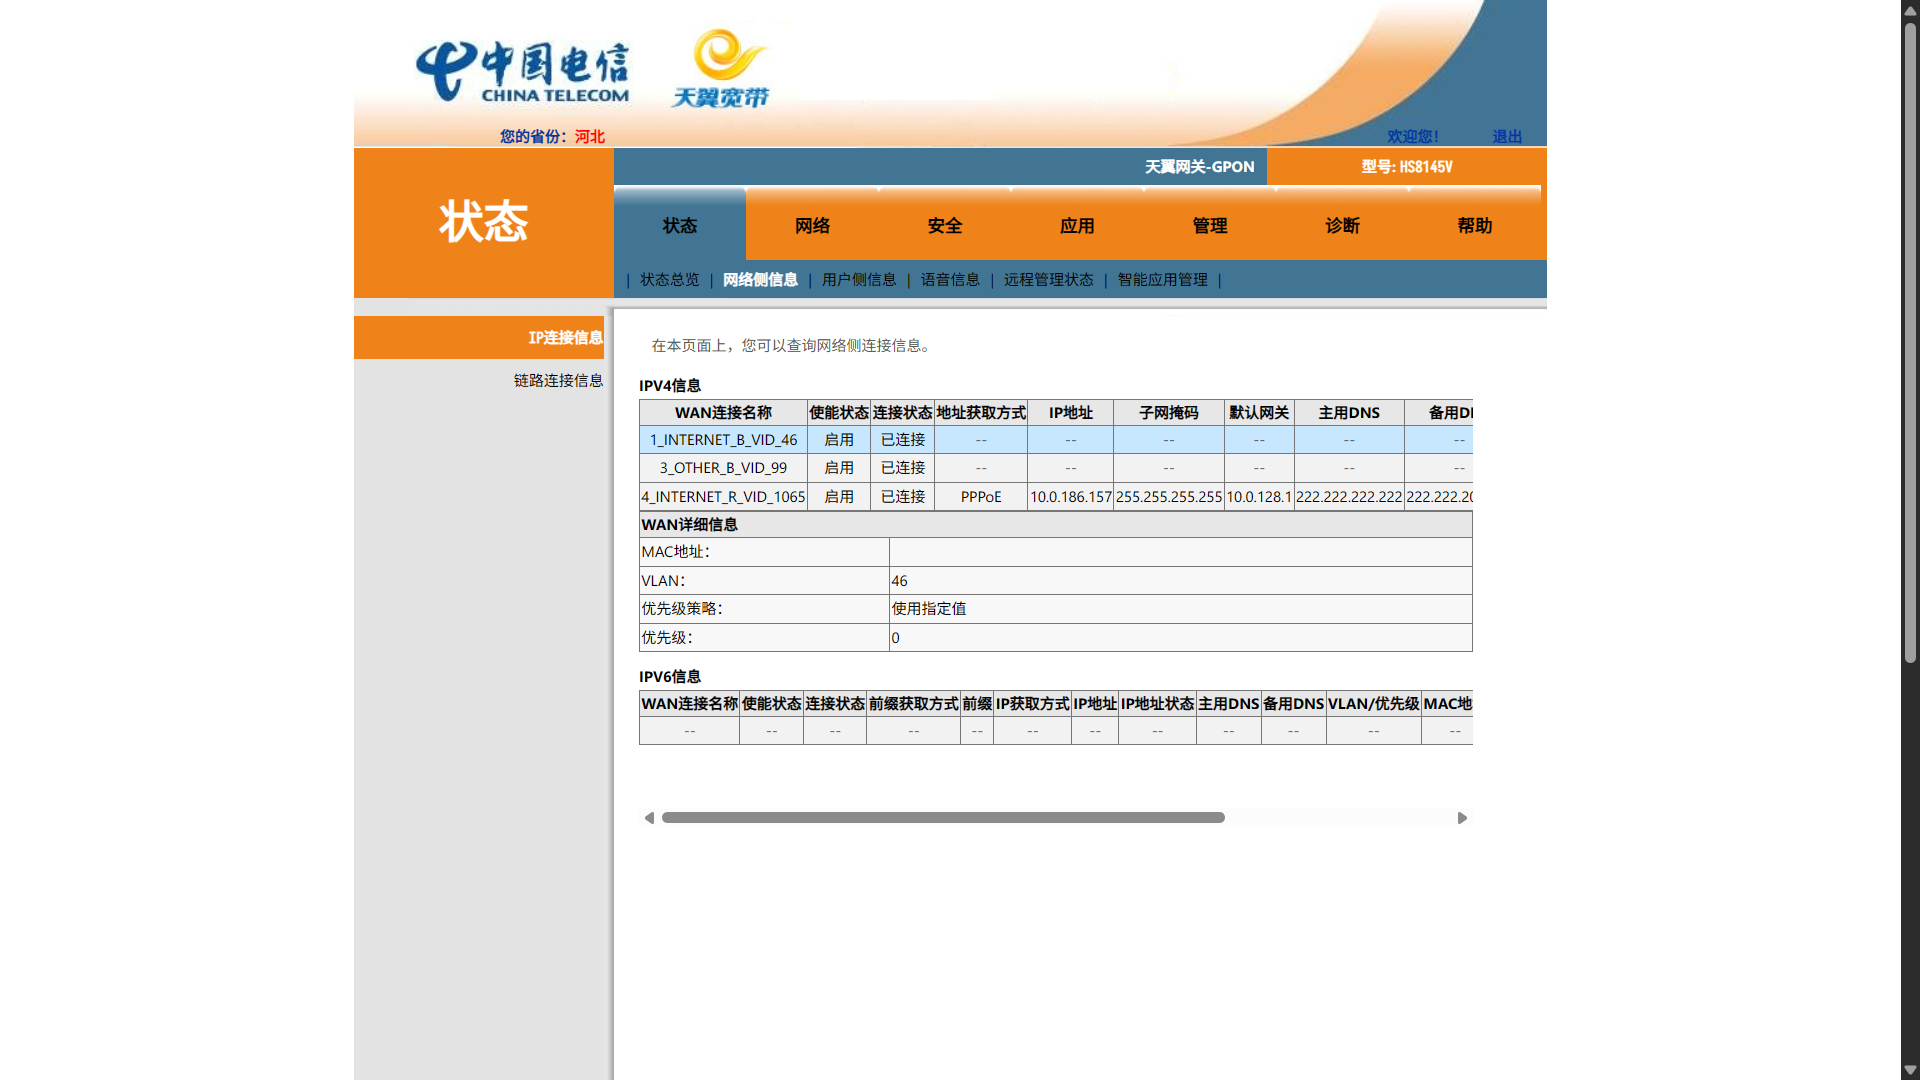 中国电信
CHINA TELECOM
天翼宽带
您的省份：河北
欢迎您！ 退出
天翼网关-GPON 型号: HS8145V
状态
状态 网络 安全 应用 管理 诊断 帮助
| 状态总览 | 网络侧信息 | 用户侧信息 | 语音信息 | 远程管理状态 | 智能应用管理 |
IP连接信息
链路连接信息
在本页面上，您可以查询网络侧连接信息。
IPV4信息
WAN连接名称 使能状态 连接状态 地址获取方式 IP地址 子网掩码 默认网关 主用DNS 备用
1_INTERNET_B_VID_46 启用 已连接 -- -- -- -- -- --
3_OTHER_B_VID_99 启用 已连接 -- -- -- -- -- --
4_INTERNET_R_VID_1065 启用 已连接 PPPoE 10.0.186.157 255.255.255.255 10.0.128.1 222.222.222.222 222.222.20
WAN详细信息
MAC地址：
VLAN： 46
优先级策略： 使用指定值
优先级： 0
IPV6信息
WAN连接名称 使能状态 连接状态 前缀获取方式 前缀 IP获取方式 IP地址 IP地址状态 主用DNS 备用DNS VLAN/优先级 MAC地
-- -- -- -- -- -- -- -- -- -- -- --